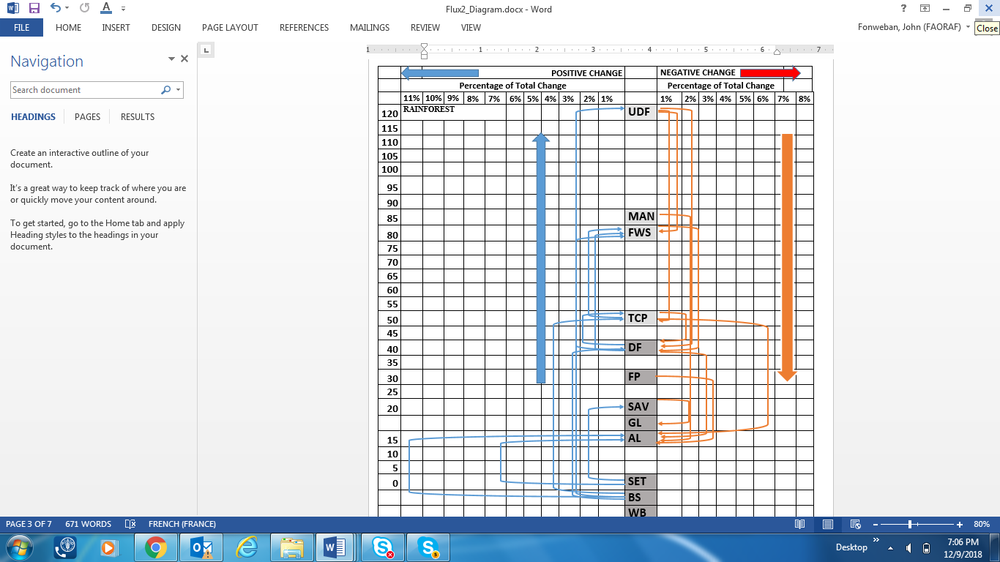 Flux2_Diagram.docx - Word
FILE HOME INSERT DESIGN PAGE LAYOUT REFERENCES MAILINGS REVIEW VIEW
Fonweban, John (FAORAF)
Close
Navigation
Search document
HEADINGS PAGES RESULTS
Create an interactive outline of your
document.
It's a great way to keep track of where you are
or quickly move your content around.
To get started, go to the Home tab and apply
Heading styles to the headings in your
document.
1 1 2 3 4 5 6 7
POSITIVE CHANGE NEGATIVE CHANGE
Percentage of Total Change Percentage of Total Change
11% 10% 9% 8% 7% 6% 5% 4% 3% 2% 1% 1% 2% 3% 4% 5% 6% 7% 8%
120 RAINFOREST UDF
115
110
105
100
95
90
85 MAN
80 FWS
75
70
65
60
55
50 TCP
45
40 DF
35
30 FP
25
20 SAV
GL
15 AL
10
5
0 SET
BS
WB
PAGE 3 OF 7 671 WORDS FRENCH (FRANCE) 80%
Desktop
7:06 PM
12/9/2018